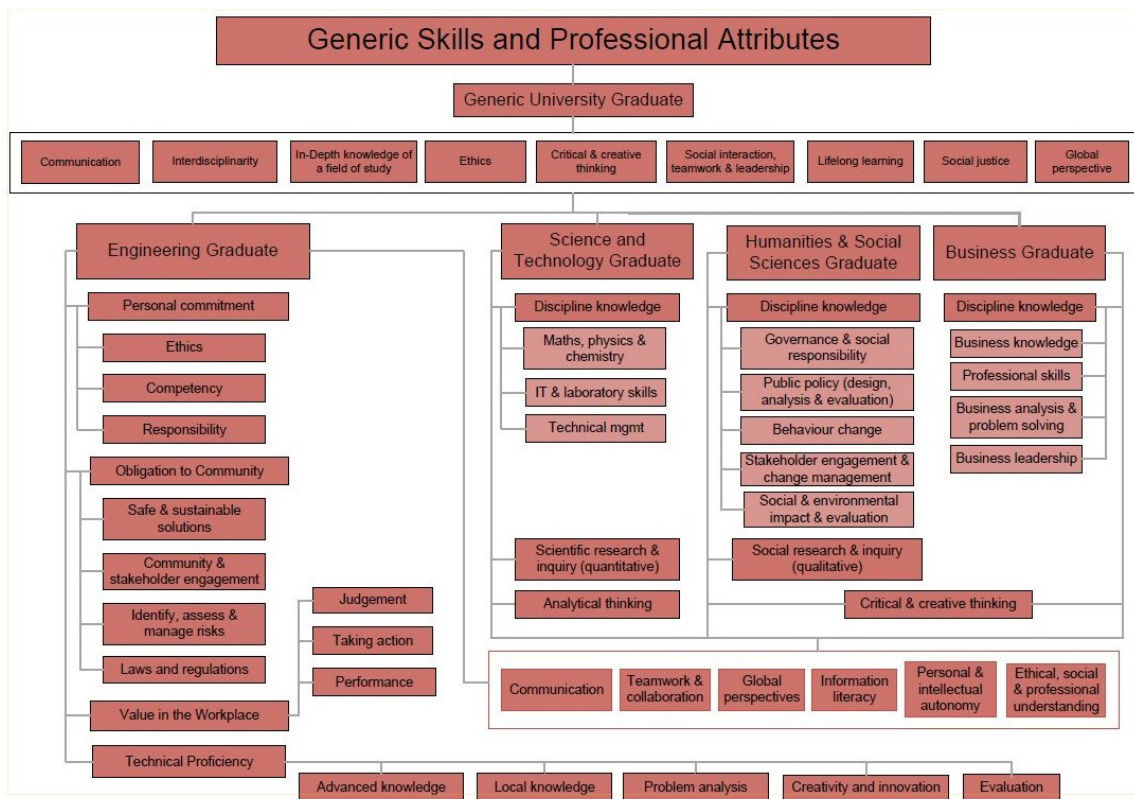 Generic Skills and Professional Attributes
Generic University Graduate
Communication
Interdisciplinarity
In-Depth knowledge of
a field of study
Ethics
Critical & creative
thinking
Social interaction,
teamwork & leadership
Lifelong learning
Social justice
Global
perspective
Engineering Graduate
Personal commitment
Ethics
Competency
Responsibility
Obligation to Community
Safe & sustainable
solutions
Community &
stakeholder engagement
Identify, assess &
manage risks
Laws and regulations
Value in the Workplace
Judgement
Taking action
Performance
Technical Proficiency
Advanced knowledge
Local knowledge
Problem analysis
Creativity and innovation
Evaluation
Science and
Technology Graduate
Discipline knowledge
Maths, physics &
chemistry
IT & laboratory skills
Technical mgmt
Scientific research &
inquiry (quantitative)
Analytical thinking
Humanities & Social
Sciences Graduate
Discipline knowledge
Governance & social
responsibility
Public policy (design,
analysis & evaluation)
Behaviour change
Stakeholder engagement &
change management
Social & environmental
impact & evaluation
Social research & inquiry
(qualitative)
Business Graduate
Discipline knowledge
Business knowledge
Professional skills
Business analysis &
problem solving
Business leadership
Critical & creative thinking
Communication
Teamwork &
collaboration
Global
perspectives
Information
literacy
Personal &
intellectual
autonomy
Ethical, social
& professional
understanding